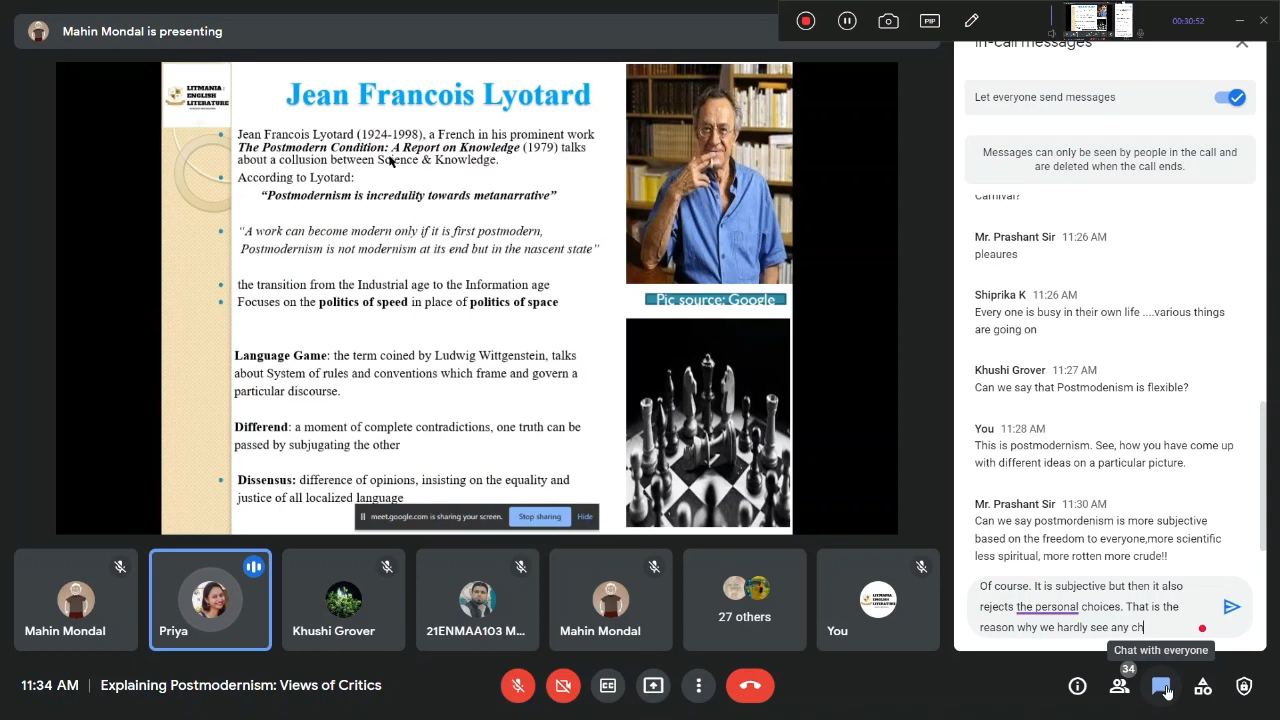 Mahin Mondal is presenting
PIP
00:30:52
LITMANIA :
ENGLISH
LITERATURE
Jean Francois Lyotard
Jean Francois Lyotard (1924-1998), a French in his prominent work
The Postmodern Condition: A Report on Knowledge (1979) talks
about a collusion between Science & Knowledge.
According to Lyotard:
“Postmodernism is incredulity towards metanarrative”
“A work can become modern only if it is first postmodern,
Postmodernism is not modernism at its end but in the nascent state”
the transition from the Industrial age to the Information age
Focuses on the politics of speed in place of politics of space
Language Game: the term coined by Ludwig Wittgenstein, talks
about System of rules and conventions which frame and govern a
particular discourse.
Differend: a moment of complete contradictions, one truth can be
passed by subjugating the other
Dissensus: difference of opinions, insisting on the equality and
justice of all localized language
Pic source: Google
meet.google.com is sharing your screen.
Stop sharing
Hide
In-call messages
Let everyone send messages
Messages can only be seen by people in the call and
are deleted when the call ends.
Carnival?
Mr. Prashant Sir 11:26 AM
pleaures
Shiprika K 11:26 AM
Every one is busy in their own life ....various things
are going on
Khushi Grover 11:27 AM
Can we say that Postmodenism is flexible?
You 11:28 AM
This is postmodernism. See, how you have come up
with different ideas on a particular picture.
Mr. Prashant Sir 11:30 AM
Can we say postmordenism is more subjective
based on the freedom to everyone,more scientific
less spiritual, more rotten more crude!!
Of course. It is subjective but then it also
rejects the personal choices. That is the
reason why we hardly see any ch
Chat with everyone
Mahin Mondal
Priya
Khushi Grover
21ENMAA103 M...
Mahin Mondal
27 others
You
11:34 AM | Explaining Postmodernism: Views of Critics
34